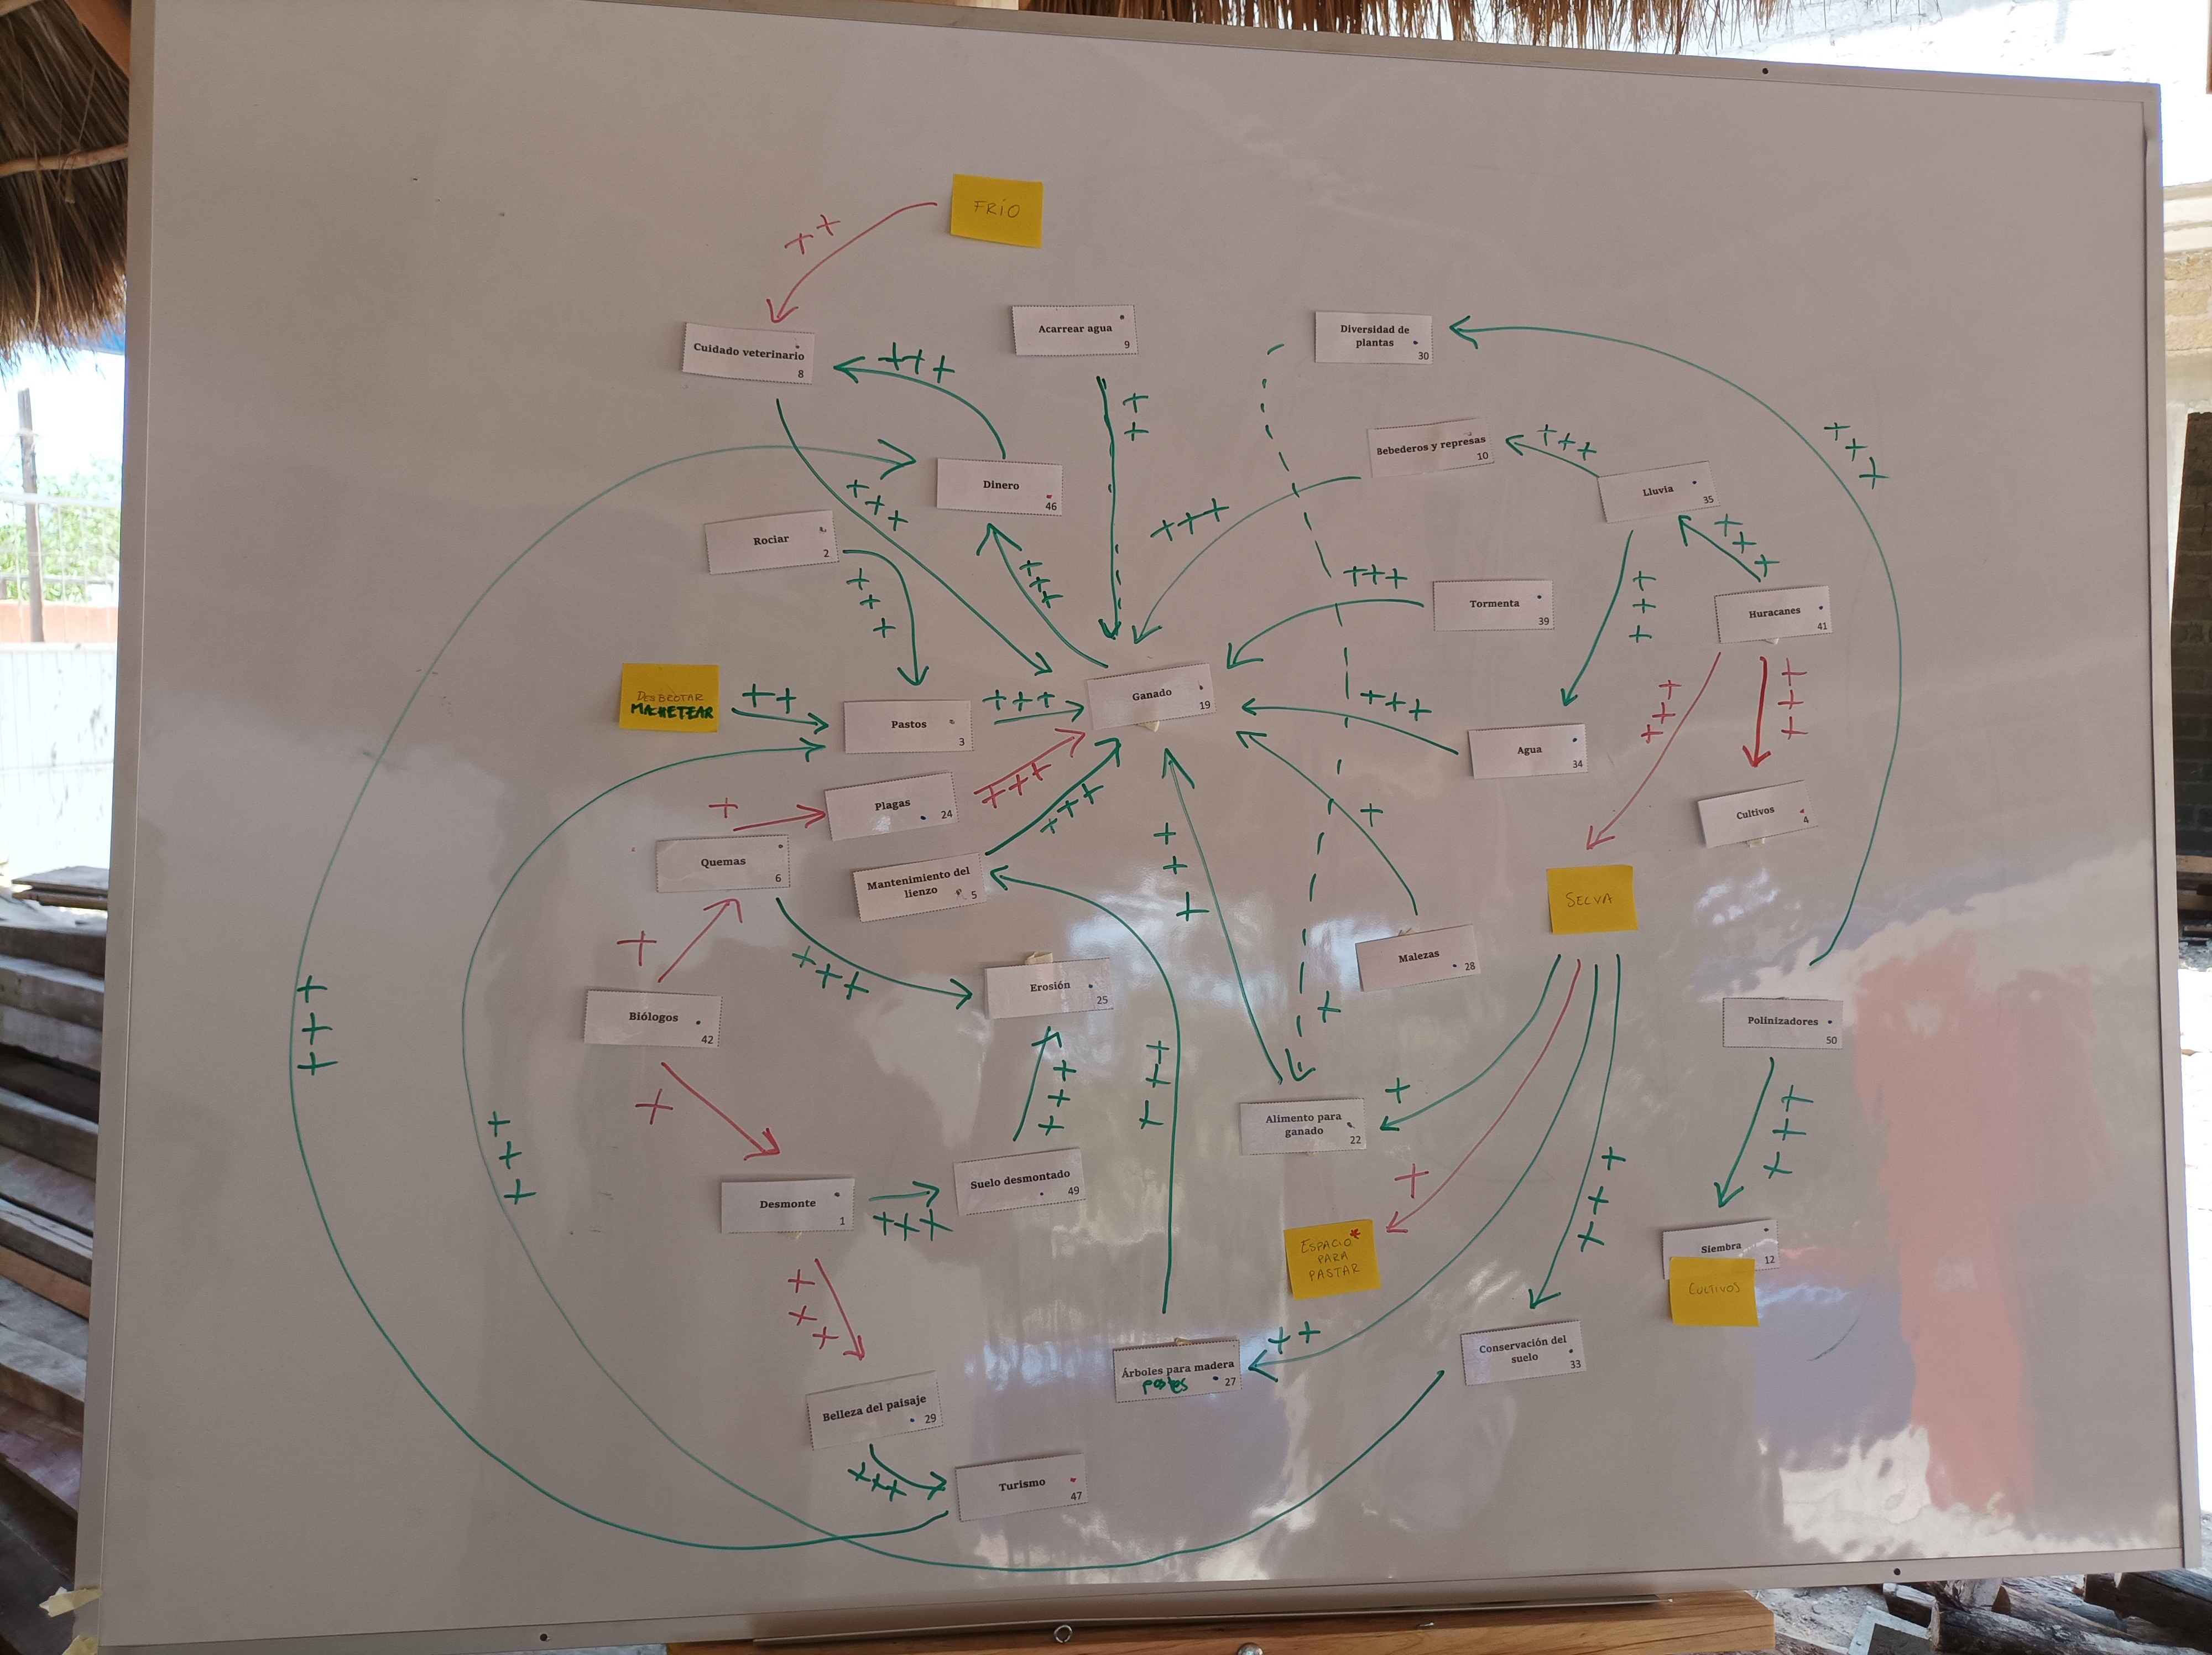 FRÍO
++
Cuidado veterinario
8
Acarrear agua
9
Diversidad de
plantas
30
+++
++
+++
Bebederos y represas
10
+++
Lluvia
35
Dinero
46
+++
+++
+++
Rociar
2
+++
+++
+++
Tormenta
39
+++
Huracanes
41
DESBROTAR
MACHETEAR
++
Pastos
3
+++
Ganado
19
+++
Agua
34
+++
+++
Plagas
24
+++
+++
+
Cultivos
4
+
Quemas
6
Mantenimiento del
lienzo
5
+++
SELVA
+
+++
Erosión
25
Malezas
28
+
Biólogos
42
Polinizadores
50
+++
+
+++
+++
+
Alimento para
ganado
22
+++
+++
Desmonte
1
+++
Suelo desmontado
49
+
+++
ESPACIO*
PARA
PASTAR
Siembra
12
CULTIVOS
+++
Árboles para madera
postes
27
++
Conservación del
suelo
33
Belleza del paisaje
29
+++
Turismo
47